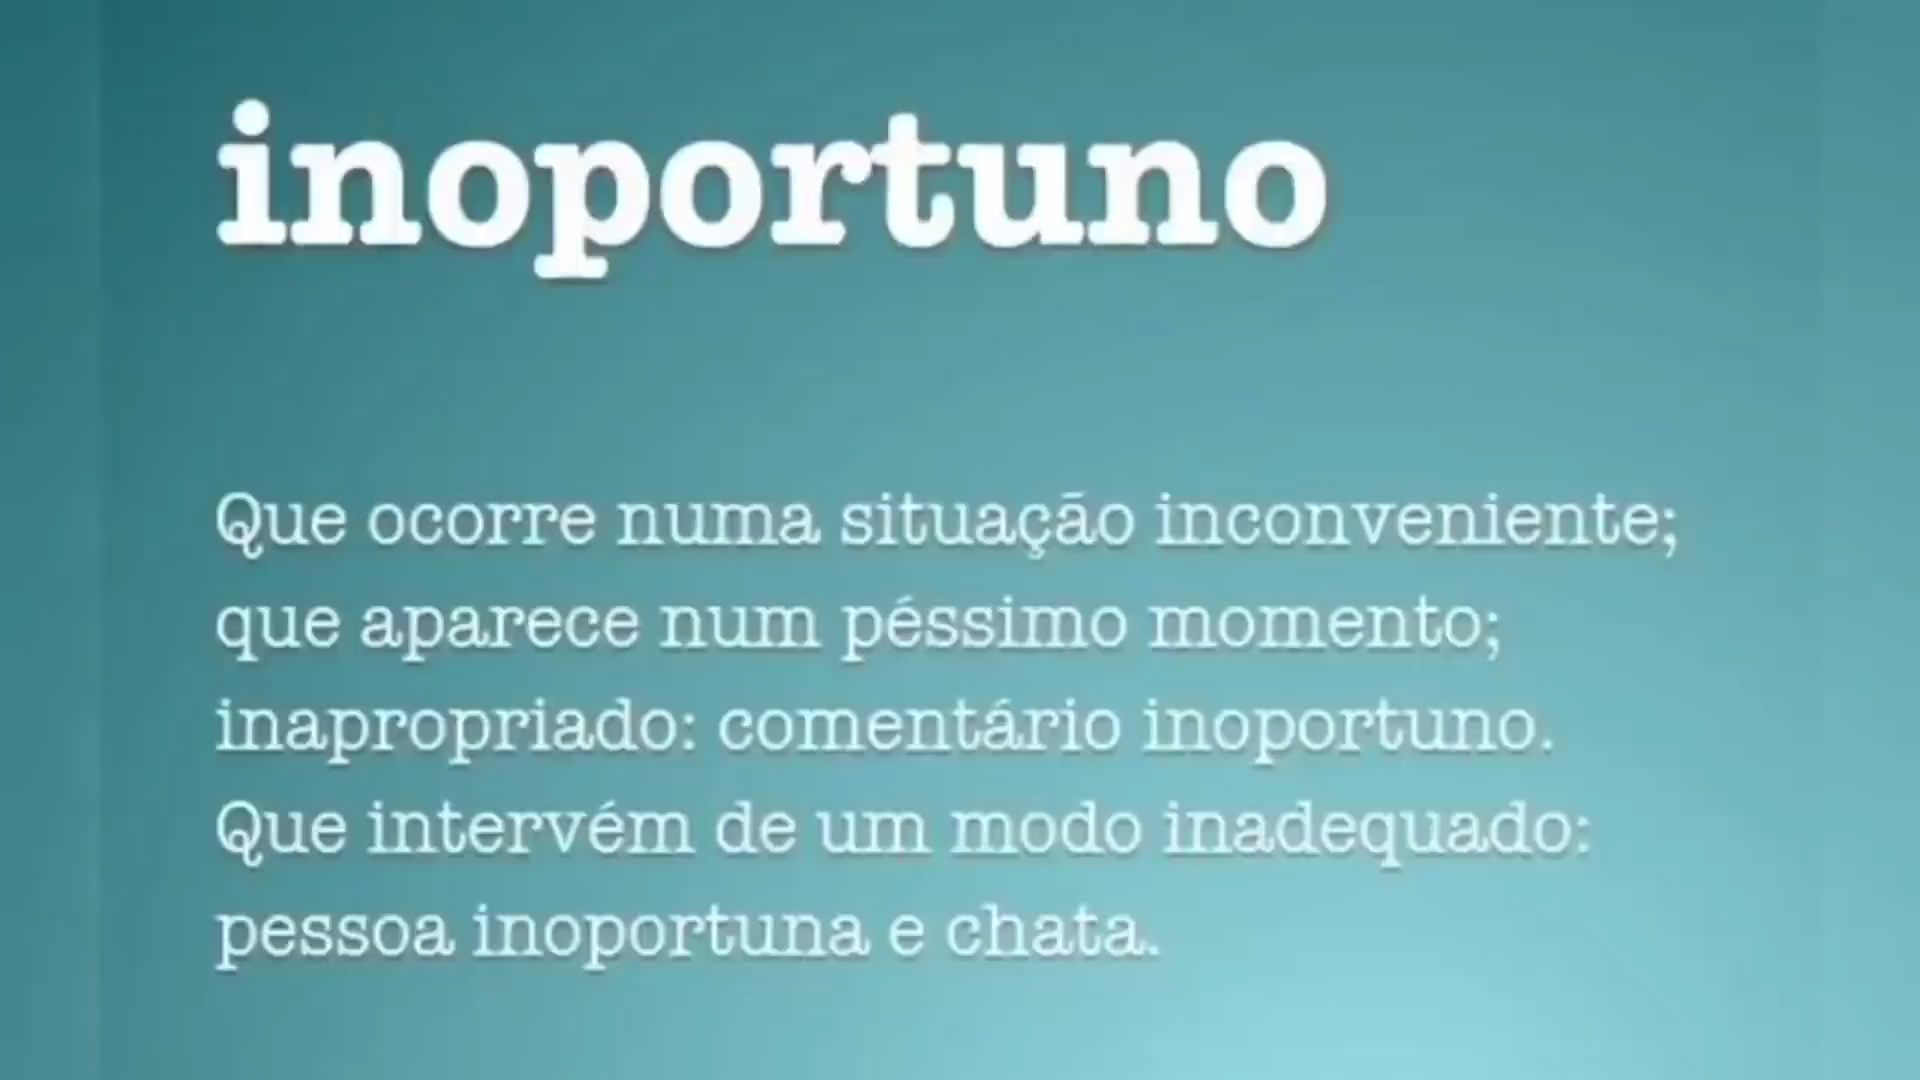 inoportuno
Que ocorre numa situação inconveniente;
que aparece num péssimo momento;
inapropriado: comentário inoportuno.
Que intervém de um modo inadequado:
pessoa inoportuna e chata.